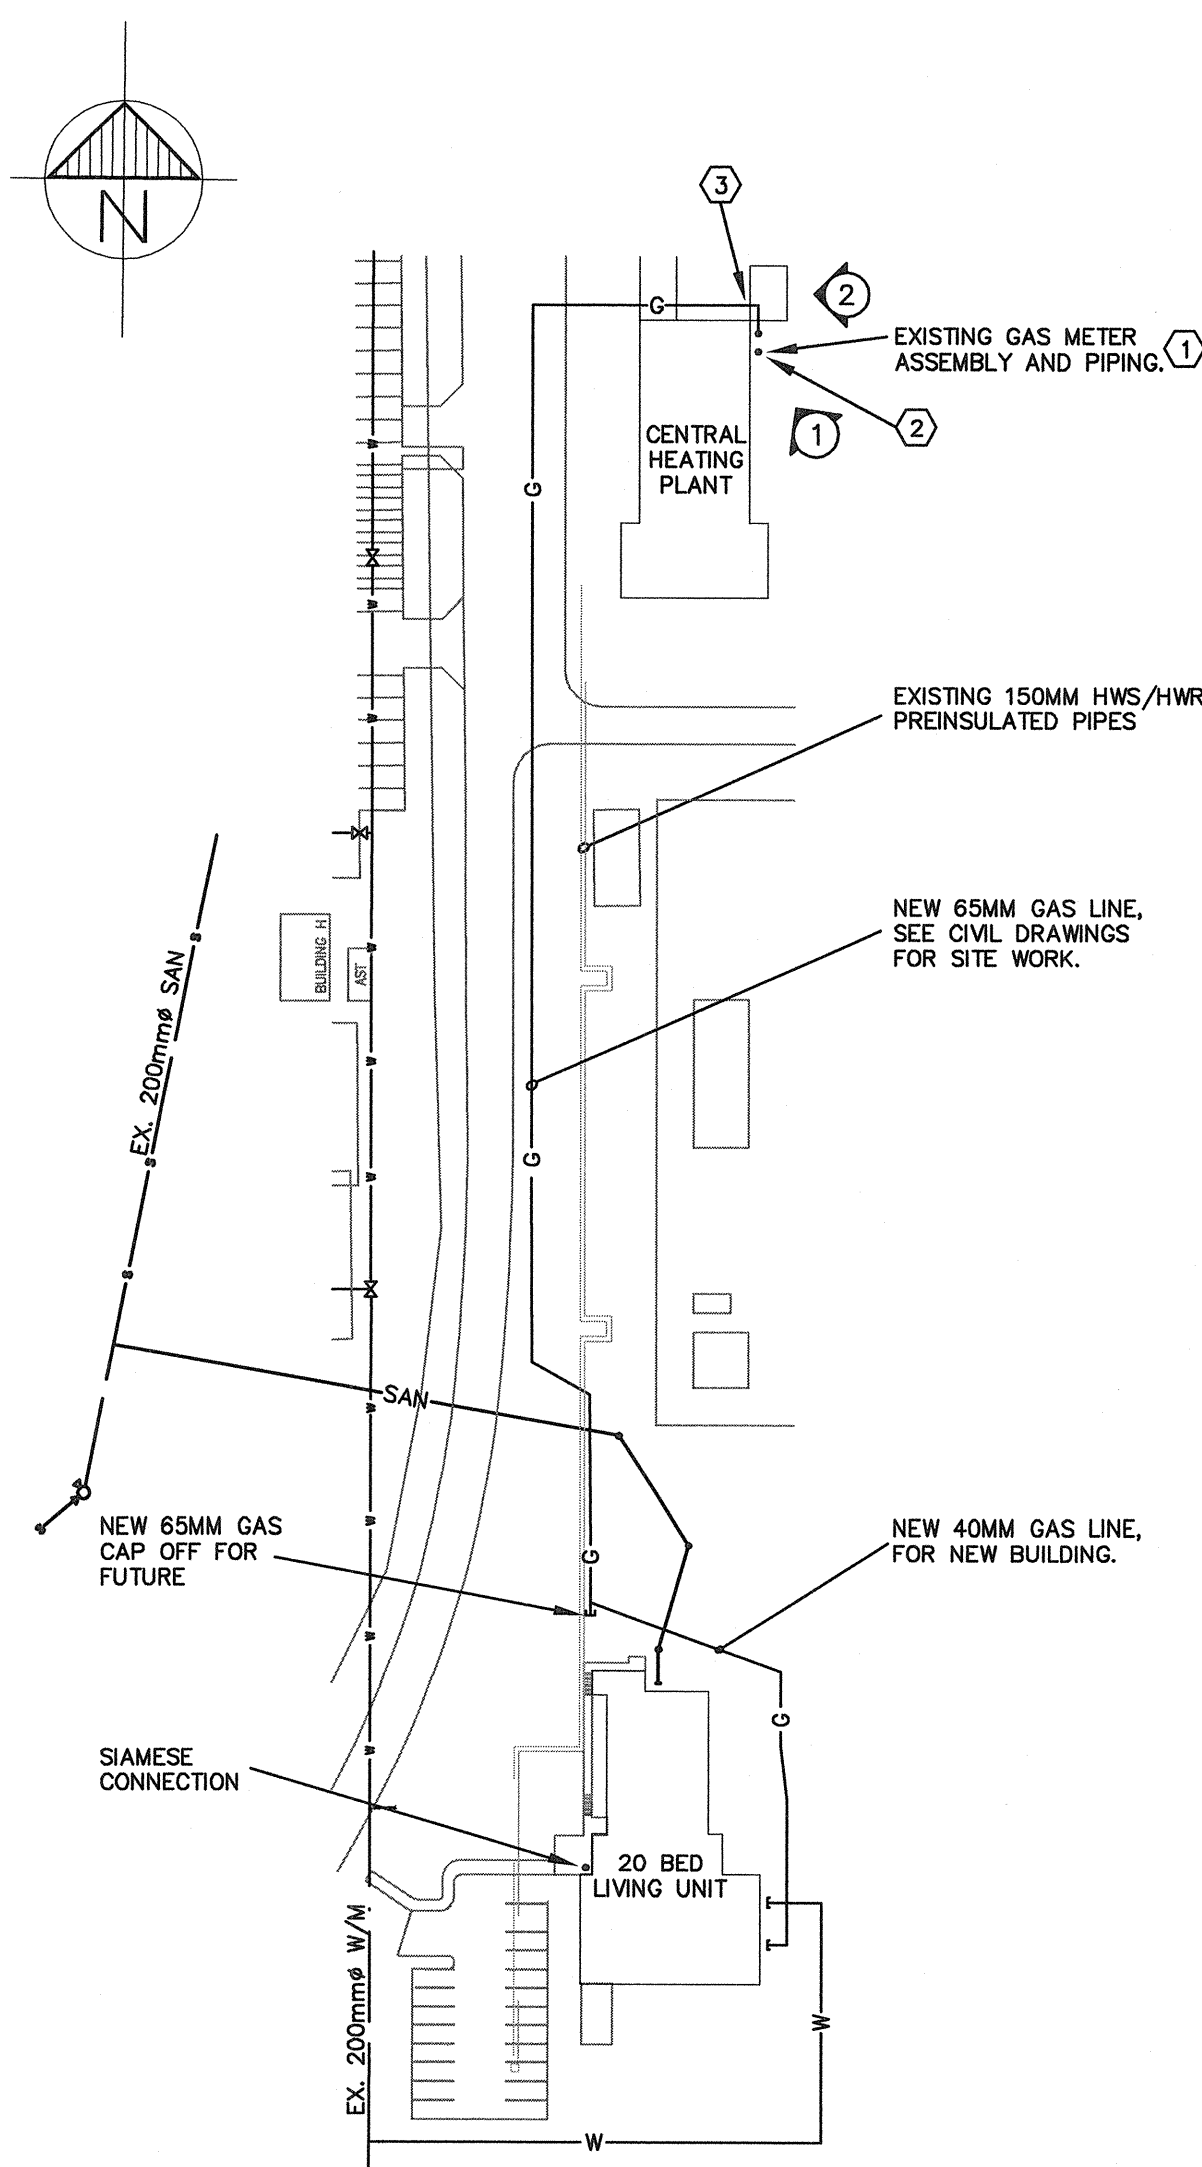 N
3
2
EXISTING GAS METER
ASSEMBLY AND PIPING.
1
2
1
G
CENTRAL
HEATING
PLANT
W
G
W
EXISTING 150MM HWS/HWR
PREINSULATED PIPES
W
NEW 65MM GAS LINE,
SEE CIVIL DRAWINGS
FOR SITE WORK.
S
BUILDING H
AST
W
EX. 200mmø SAN
W
S
G
W
S
SAN
W
NEW 65MM GAS
CAP OFF FOR
FUTURE
W
G
NEW 40MM GAS LINE,
FOR NEW BUILDING.
S
W
G
W
SIAMESE
CONNECTION
20 BED
LIVING UNIT
EX. 200mmø W/M
W
W